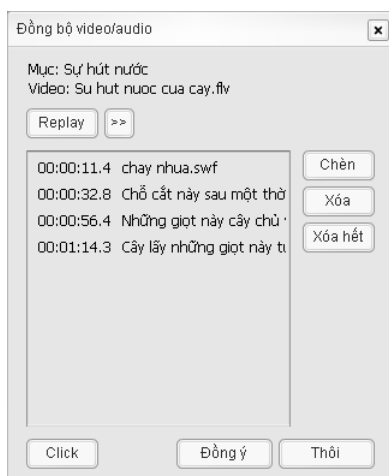 Đồng bộ video/audio
Mục: Sự hút nước
Video: Su hut nuoc cua cay.flv
Replay >>
00:00:11.4 chay nhua.swf
00:00:32.8 Chỗ cắt này sau một thờ
00:00:56.4 Những giọt này cây chủ
00:01:14.3 Cây lấy những giọt này
Chèn
Xóa
Xóa hết
Click Đồng ý Thôi